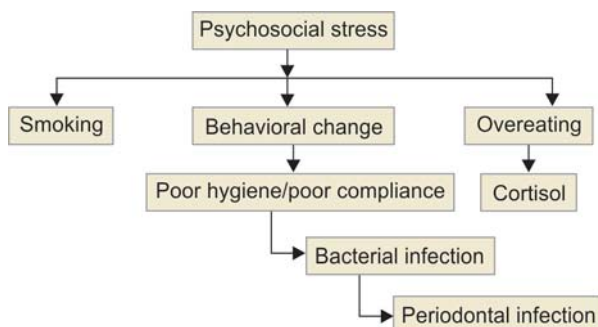 Psychosocial stress
Smoking
Behavioral change
Overeating
Poor hygiene/poor compliance
Cortisol
Bacterial infection
Periodontal infection